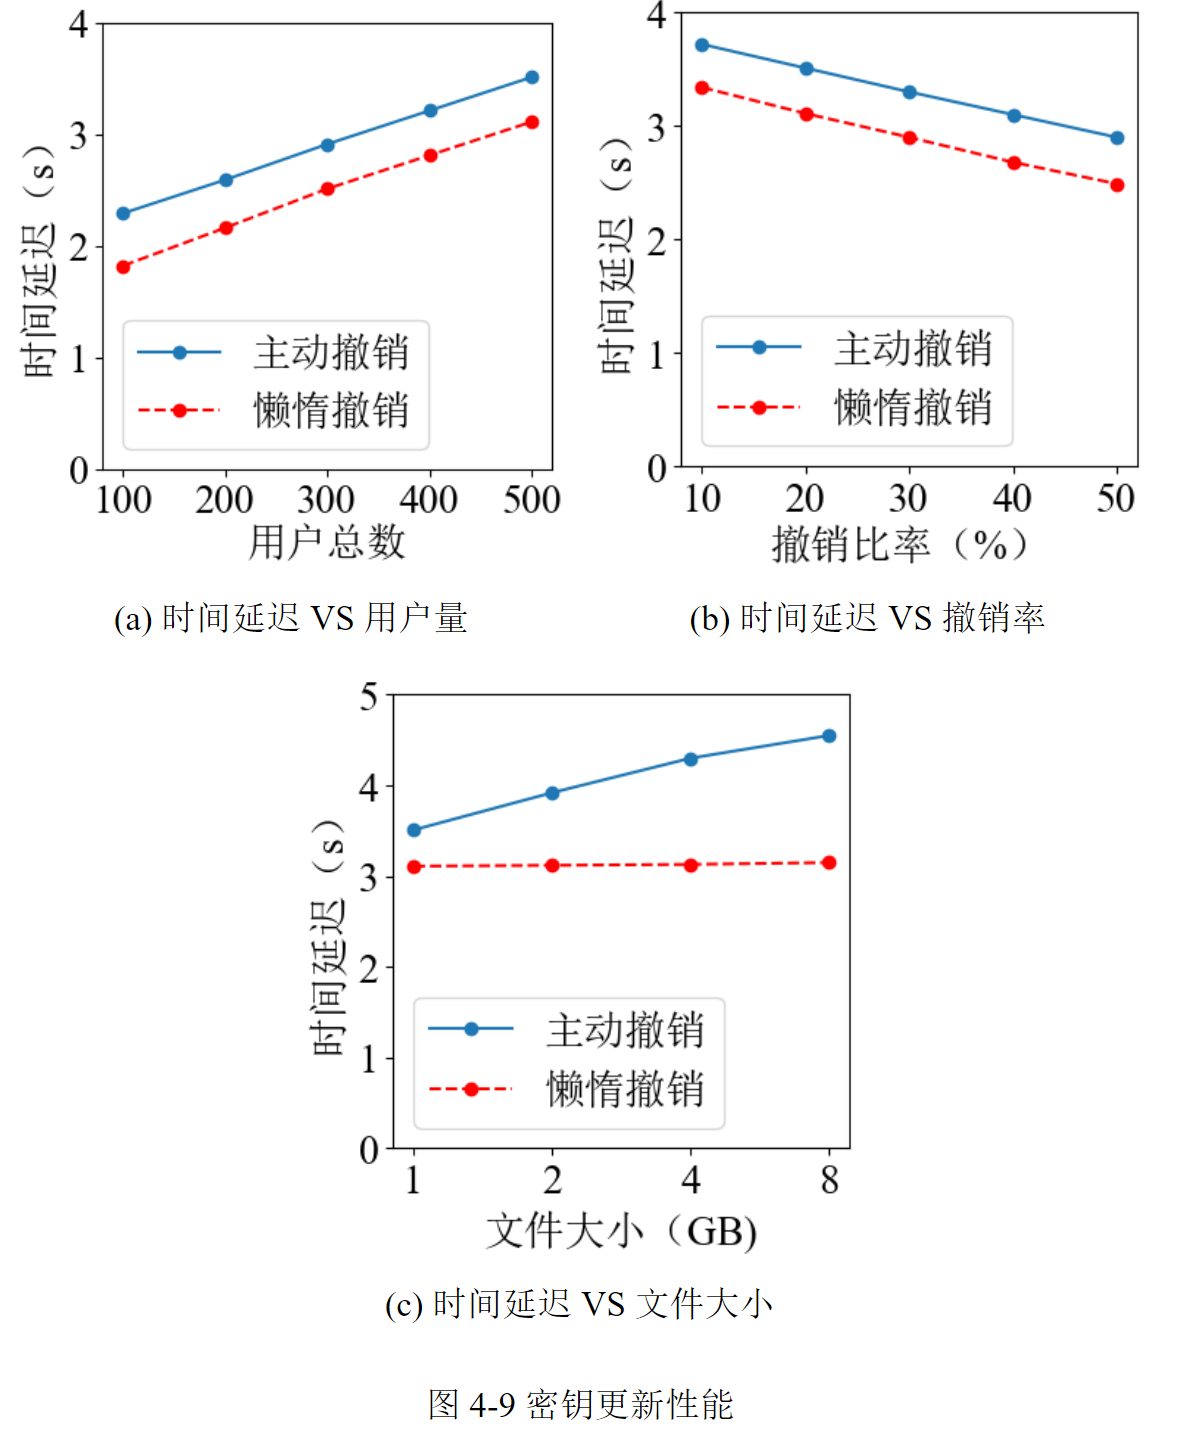 4
3
2
1
0
时间延迟（s）
主动撤销
懒惰撤销
100 200 300 400 500
用户总数
(a) 时间延迟 VS 用户量
4
3
2
1
0
时间延迟（s）
主动撤销
懒惰撤销
10 20 30 40 50
撤销比率（%）
(b) 时间延迟 VS 撤销率
5
4
3
2
1
0
时间延迟（s）
主动撤销
懒惰撤销
1 2 4 8
文件大小（GB)
(c) 时间延迟 VS 文件大小
图 4-9 密钥更新性能